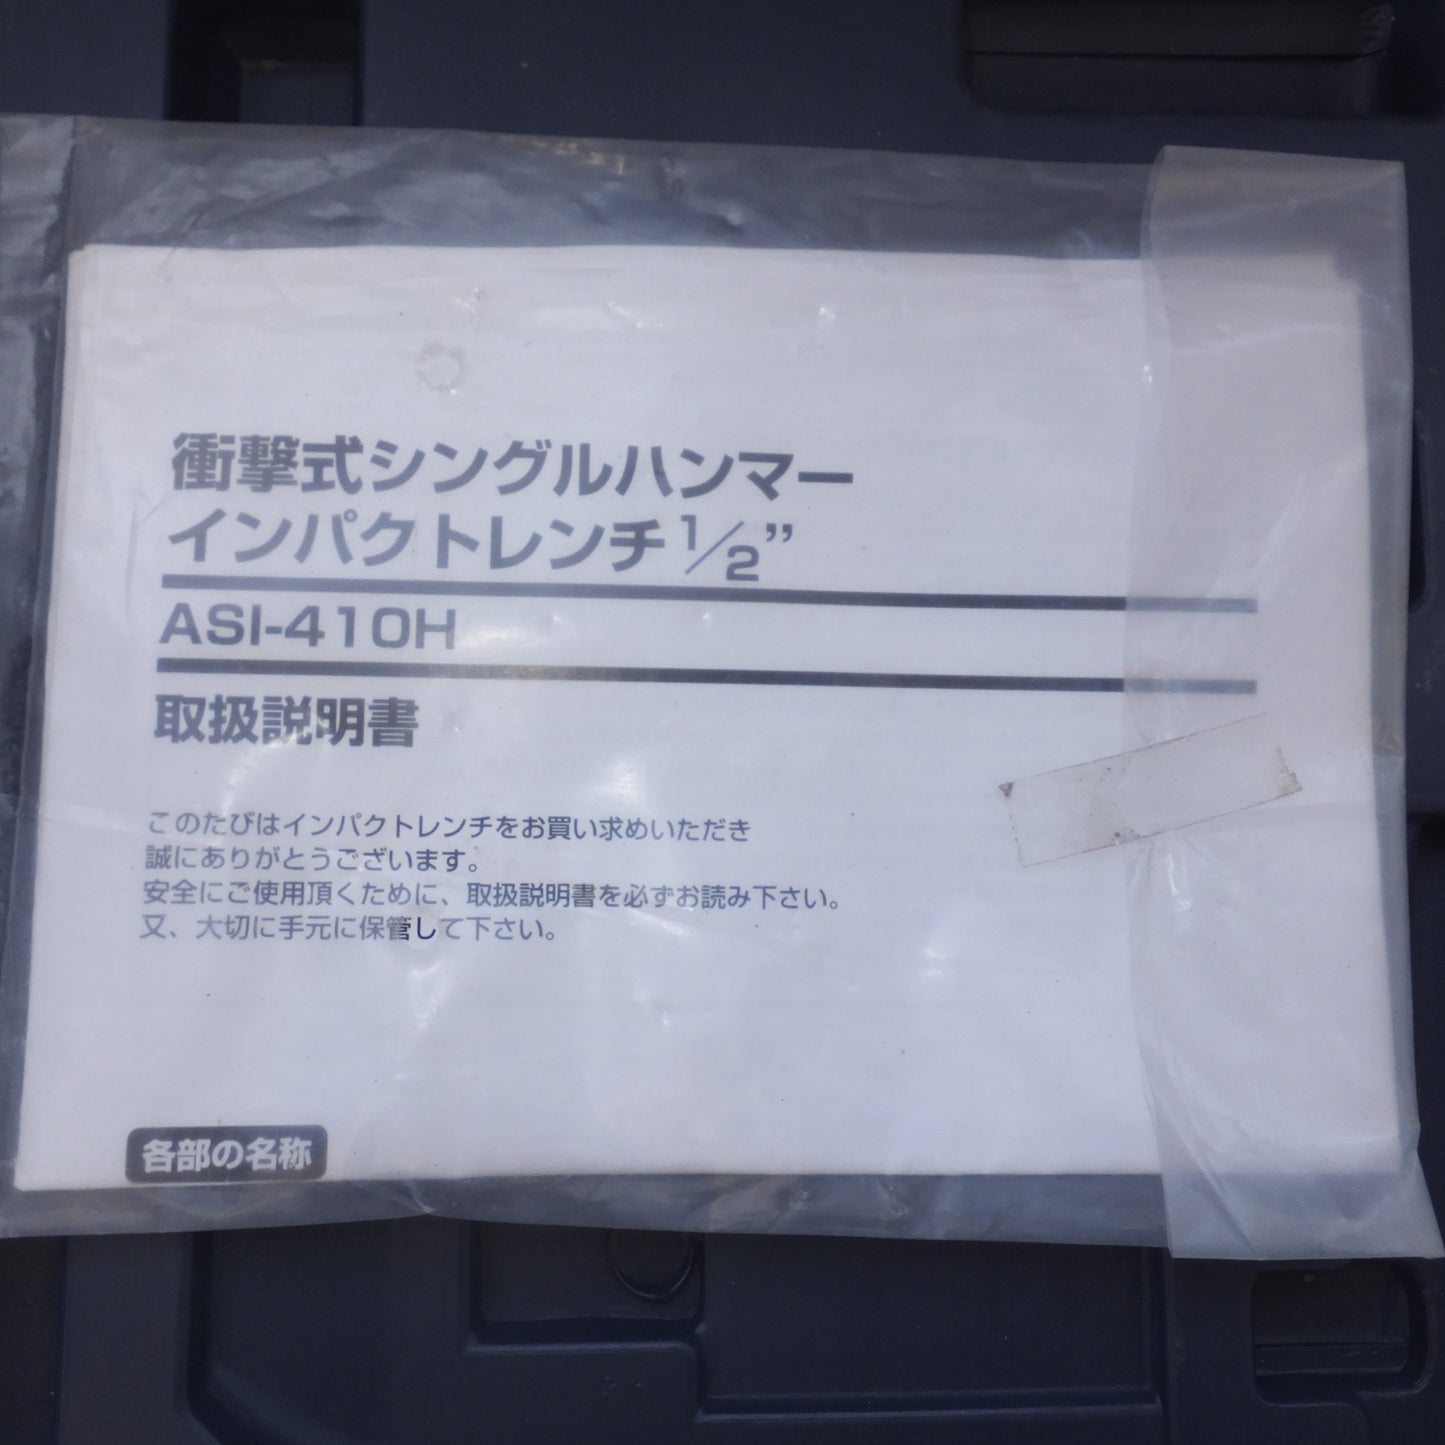 衝撃式シングルハンマー
インパクトレンチ1/2”
ASI-410H
取扱説明書
このたびはインパクトレンチをお買い求めいただき
誠にありがとうございます。
安全にご使用頂くために、取扱説明書を必ずお読み下さい。
又、大切に手元に保管して下さい。
各部の名称